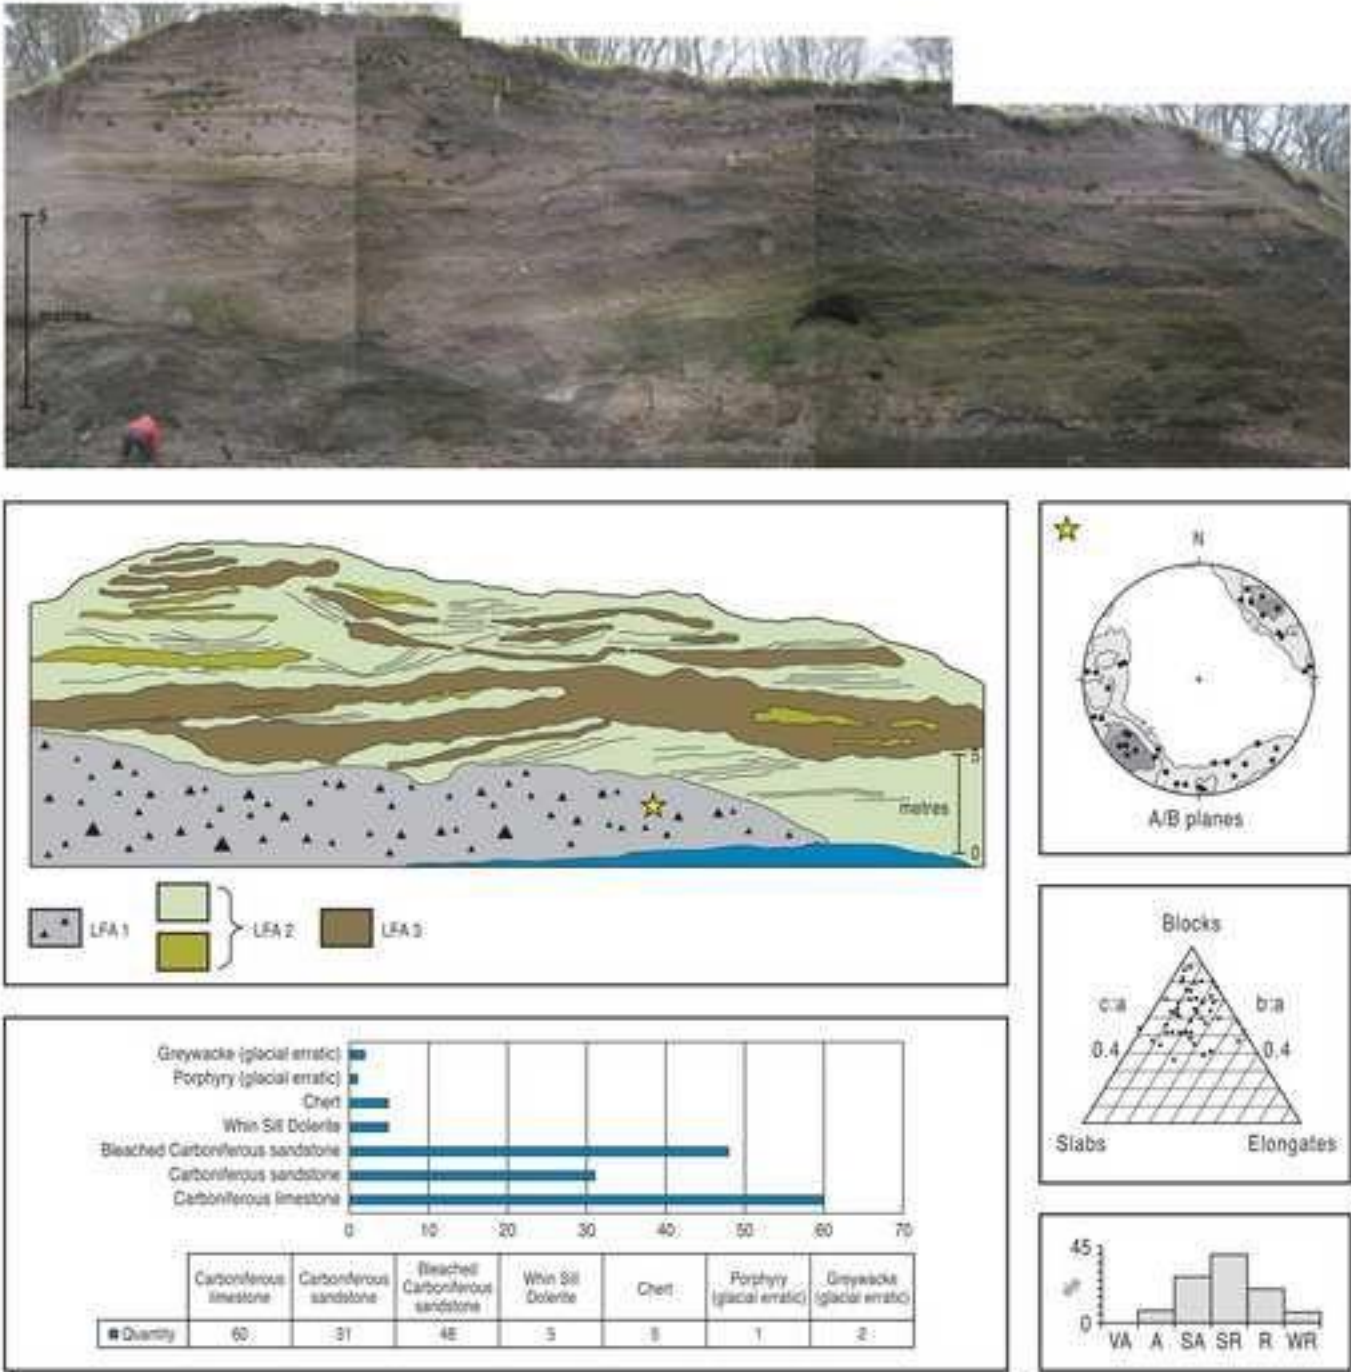 5
metres
N
A/B planes
5
metres
0
LFA 1
LFA 2
LFA 3
Blocks
c:a
b:a
0.4
0.4
Slabs
Elongates
Greywacke (glacial erratic)
Porphyry (glacial erratic)
Chert
Whin Sill Dolerite
Bleached Carboniferous sandstone
Carboniferous sandstone
Carboniferous limestone
0 10 20 30 40 50 60 70
Carboniferous limestone
Carboniferous sandstone
Bleached Carboniferous sandstone
Whin Sill Dolerite
Chert
Porphyry (glacial erratic)
Greywacke (glacial erratic)
Quantity 60 31 48 5 5 1 2
45
%
0
VA A SA SR R WR